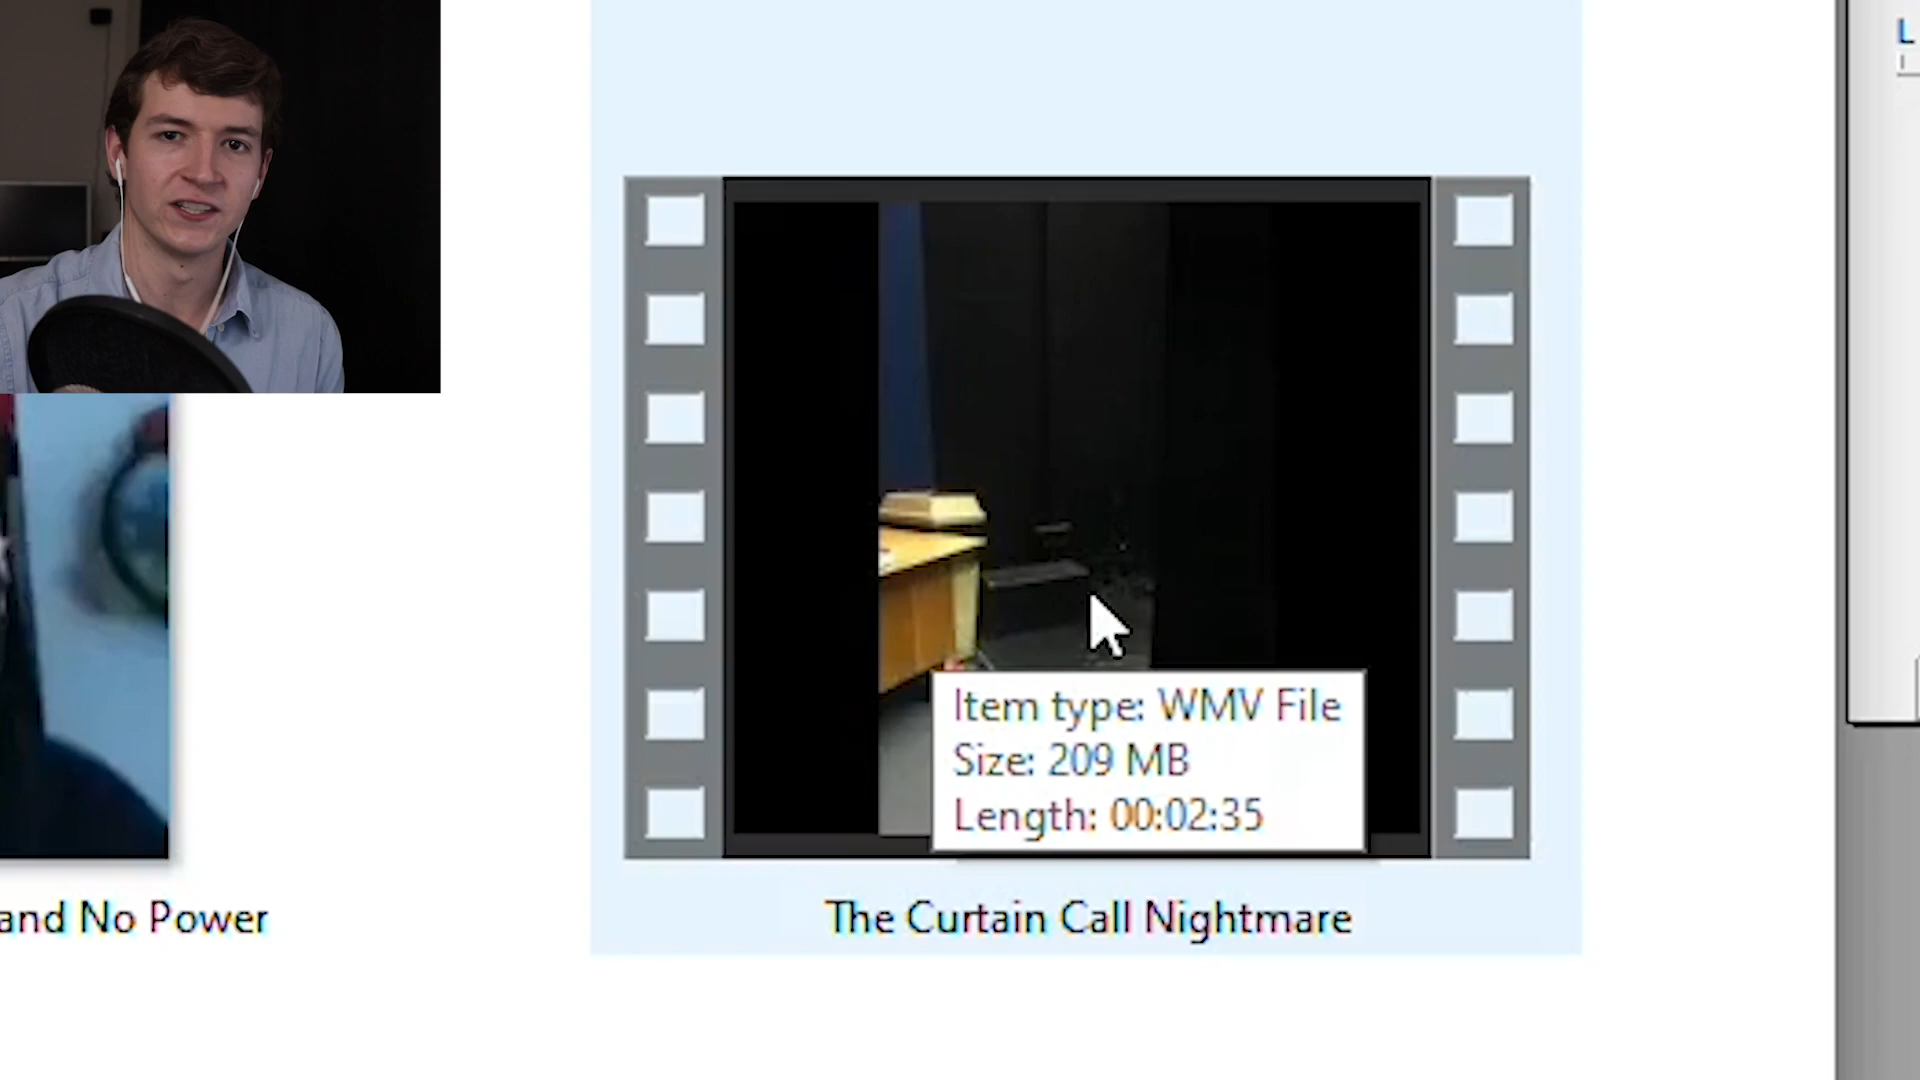 L
Item type: WMV File
Size: 209 MB
Length: 00:02:35
and No Power
The Curtain Call Nightmare